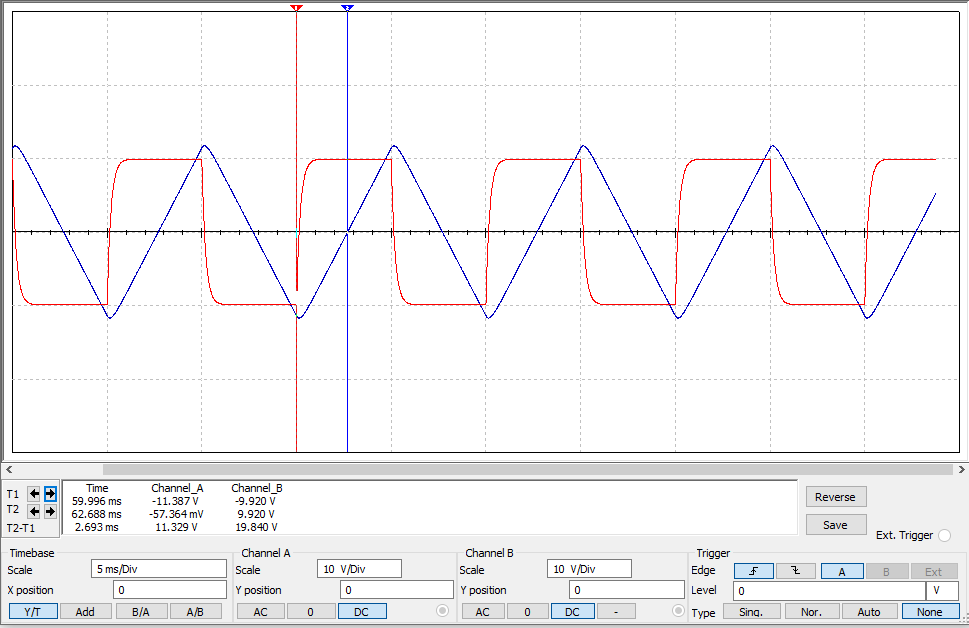 1 2
T1
T2
T2-T1
Time Channel_A Channel_B
59.996 ms -11.387 V -9.920 V
62.688 ms -57.364 mV 9.920 V
2.693 ms 11.329 V 19.840 V
Reverse
Save
Ext. Trigger
Timebase
Scale 5 ms/Div
X position 0
Y/T Add B/A A/B
Channel A
Scale 10 V/Div
Y position 0
AC 0 DC
Channel B
Scale 10 V/Div
Y position 0
AC 0 DC -
Trigger
Edge A B Ext
Level 0 V
Type Sing. Nor. Auto None